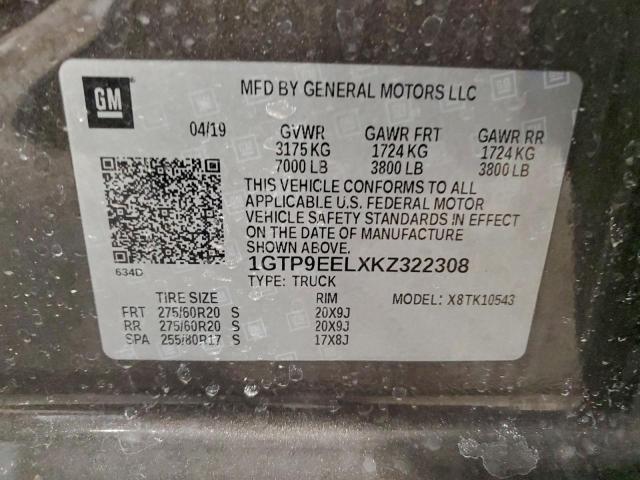 GM
MFD BY GENERAL MOTORS LLC
04/19 GVWR GAWR FRT GAWR RR
3175 KG 1724 KG 1724 KG
7000 LB 3800 LB 3800 LB
THIS VEHICLE CONFORMS TO ALL
APPLICABLE U.S. FEDERAL MOTOR
VEHICLE SAFETY STANDARDS IN EFFECT
ON THE DATE OF MANUFACTURE
SHOWN ABOVE.
634D
1GTP9EELXKZ322308
TYPE: TRUCK
MODEL: X8TK10543
TIRE SIZE RIM
FRT 275/60R20 S 20X9J
RR 275/60R20 S 20X9J
SPA 255/80R17 S 17X8J